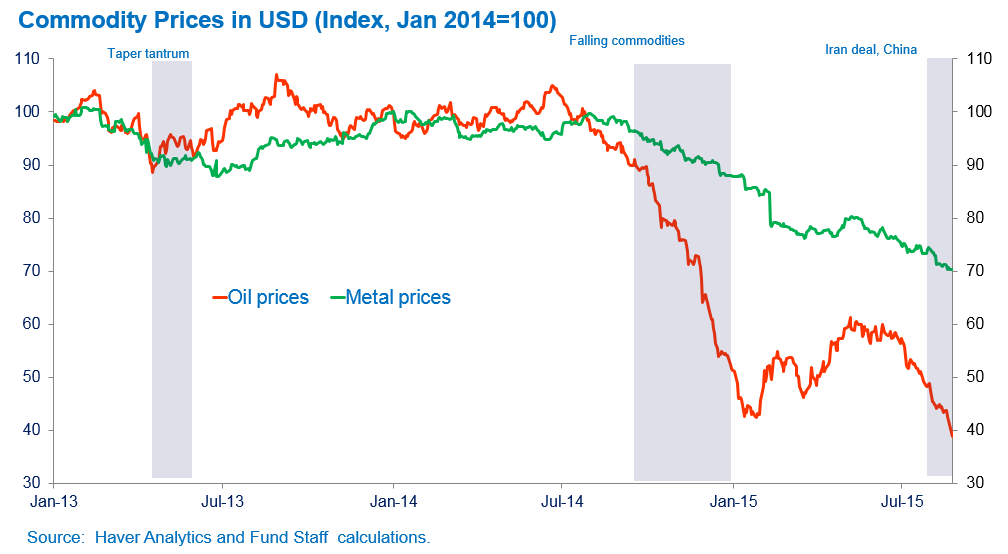 Commodity Prices in USD (Index, Jan 2014=100)
Taper tantrum
Falling commodities
Iran deal, China
110
100
90
80
70
60
50
40
30
110
100
90
80
70
60
50
40
30
Oil prices
Metal prices
Jan-13
Jul-13
Jan-14
Jul-14
Jan-15
Jul-15
Source: Haver Analytics and Fund Staff calculations.